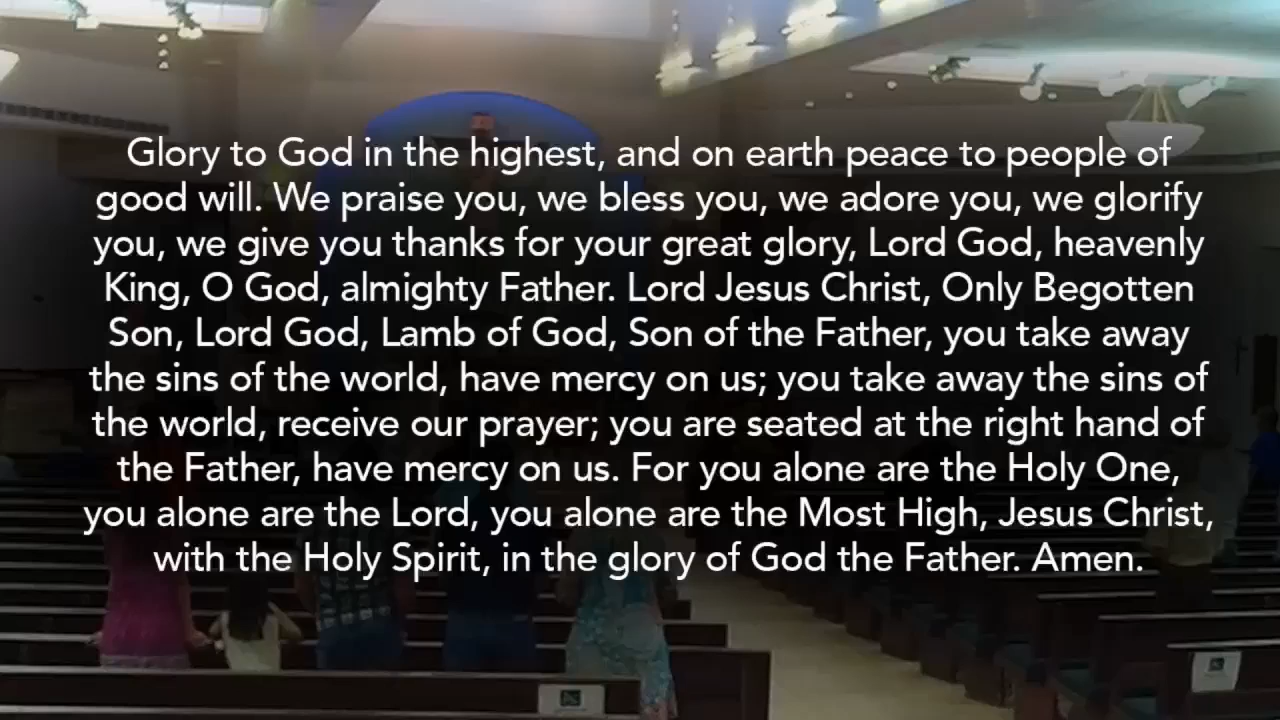 Glory to God in the highest, and on earth peace to people of
good will. We praise you, we bless you, we adore you, we glorify
you, we give you thanks for your great glory, Lord God, heavenly
King, O God, almighty Father. Lord Jesus Christ, Only Begotten
Son, Lord God, Lamb of God, Son of the Father, you take away
the sins of the world, have mercy on us; you take away the sins of
the world, receive our prayer; you are seated at the right hand of
the Father, have mercy on us. For you alone are the Holy One,
you alone are the Lord, you alone are the Most High, Jesus Christ,
with the Holy Spirit, in the glory of God the Father. Amen.